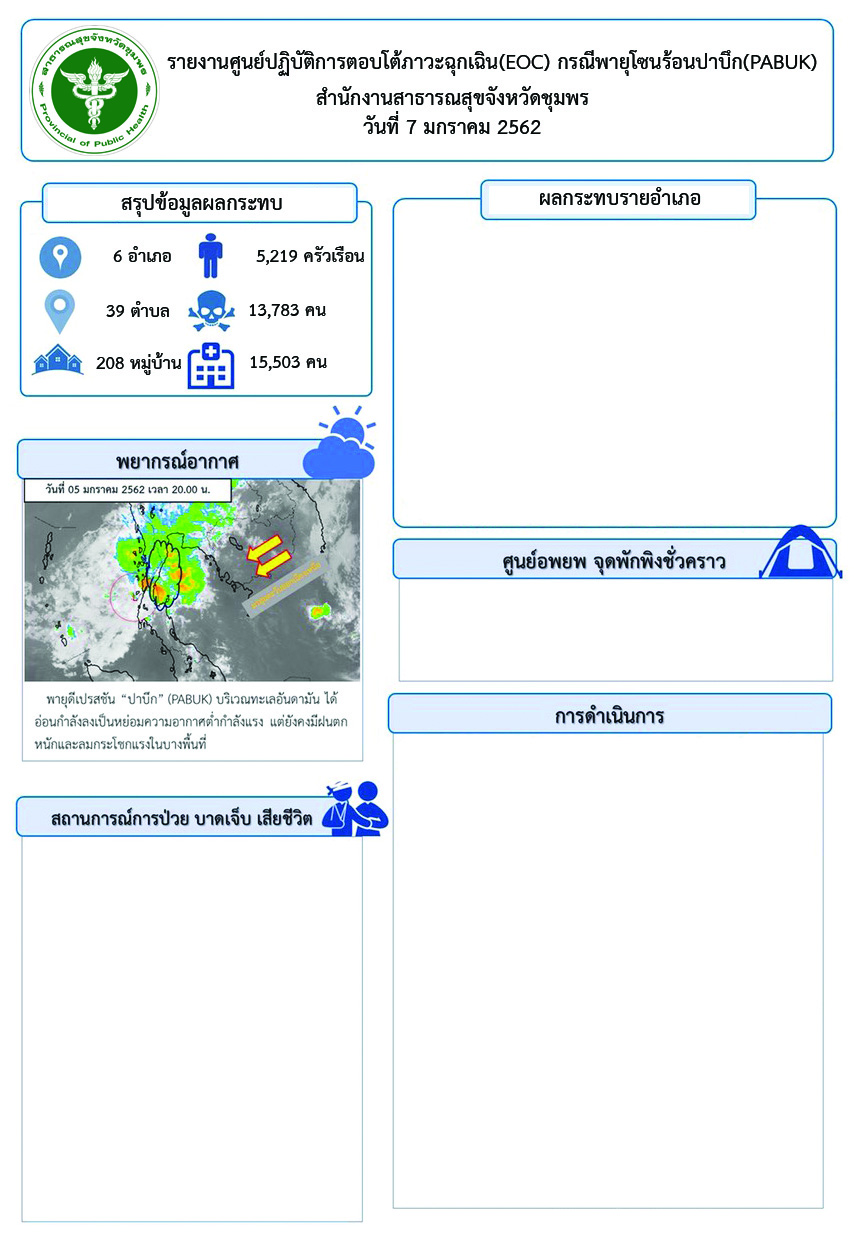 สาธารณสุขจังหวัดชุมพร
Provincial of Public Health
รายงานศูนย์ปฏิบัติการตอบโต้ภาวะฉุกเฉิน(EOC) กรณีพายุโซนร้อนปาบึก(PABUK)
สำนักงานสาธารณสุขจังหวัดชุมพร
วันที่ 7 มกราคม 2562
สรุปข้อมูลผลกระทบ
6 อำเภอ
5,219 ครัวเรือน
39 ตำบล
13,783 คน
208 หมู่บ้าน
15,503 คน
พยากรณ์อากาศ
วันที่ 05 มกราคม 2562 เวลา 20.00 น.
พายุดีเปรสชัน “ปาบึก” (PABUK) บริเวณทะเลอันดามัน ได้
อ่อนกำลังลงเป็นหย่อมความอากาศต่ำกำลังแรง แต่ยังคงมีฝนตก
หนักและลมกระโชกแรงในบางพื้นที่
สถานการณ์การป่วย บาดเจ็บ เสียชีวิต
ผลกระทบรายอำเภอ
ศูนย์อพยพ จุดพักพิงชั่วคราว
การดำเนินการ